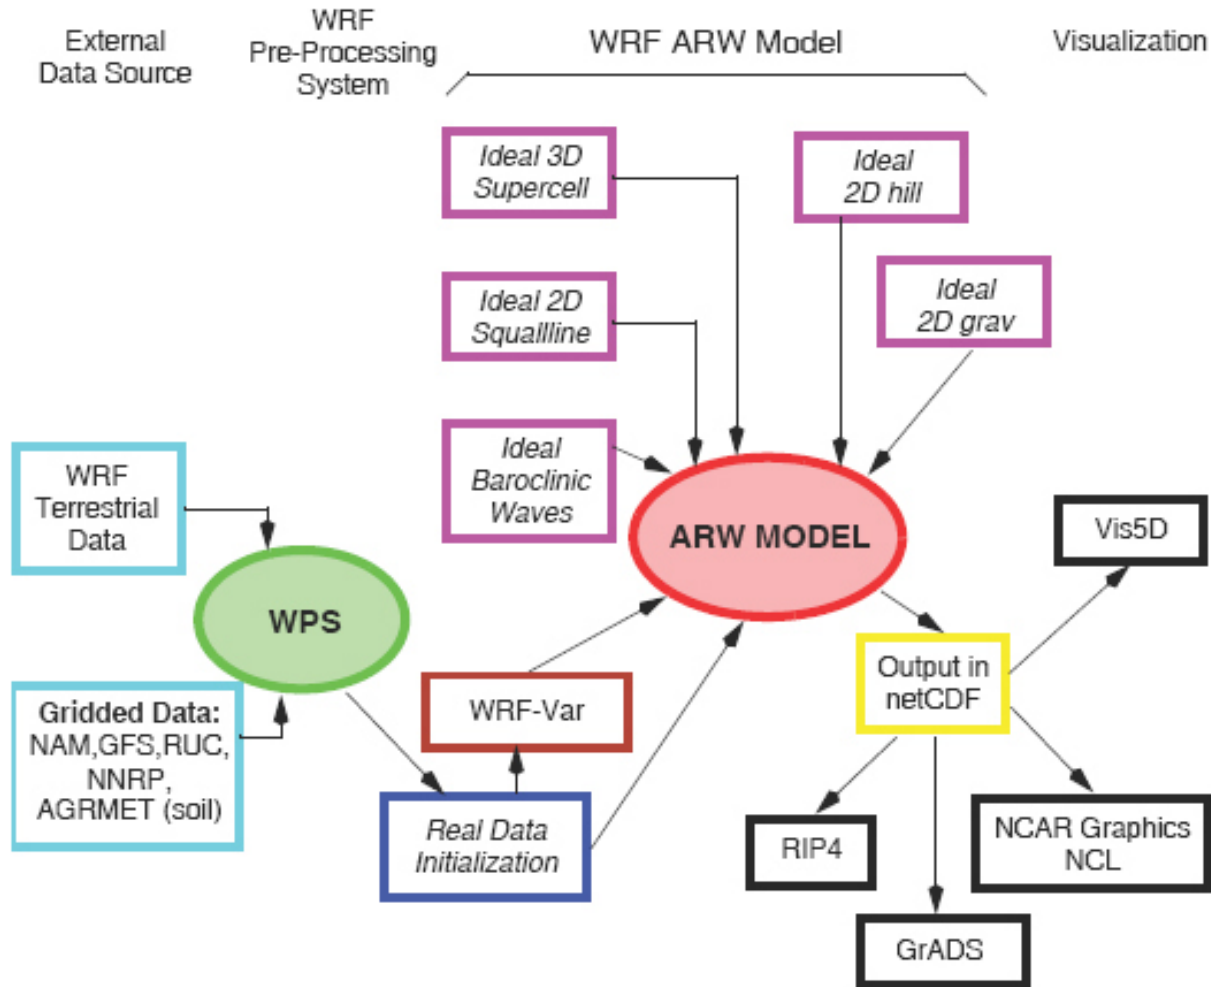 External
Data Source
WRF
Pre-Processing
System
WRF ARW Model
Visualization
Ideal 3D
Supercell
Ideal
2D hill
Ideal 2D
Squallline
Ideal
2D grav
Ideal
Baroclinic
Waves
WRF
Terrestrial
Data
ARW MODEL
Vis5D
WPS
Gridded Data:
NAM,GFS,RUC,
NNRP,
AGRMET (soil)
WRF-Var
Output in
netCDF
Real Data
Initialization
RIP4
NCAR Graphics
NCL
GrADS